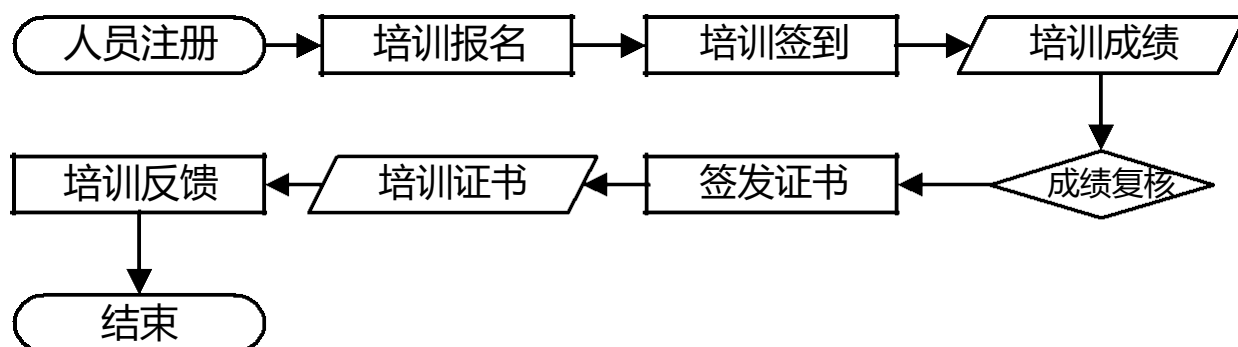 人员注册
培训报名
培训签到
培训成绩
成绩复核
签发证书
培训证书
培训反馈
结束